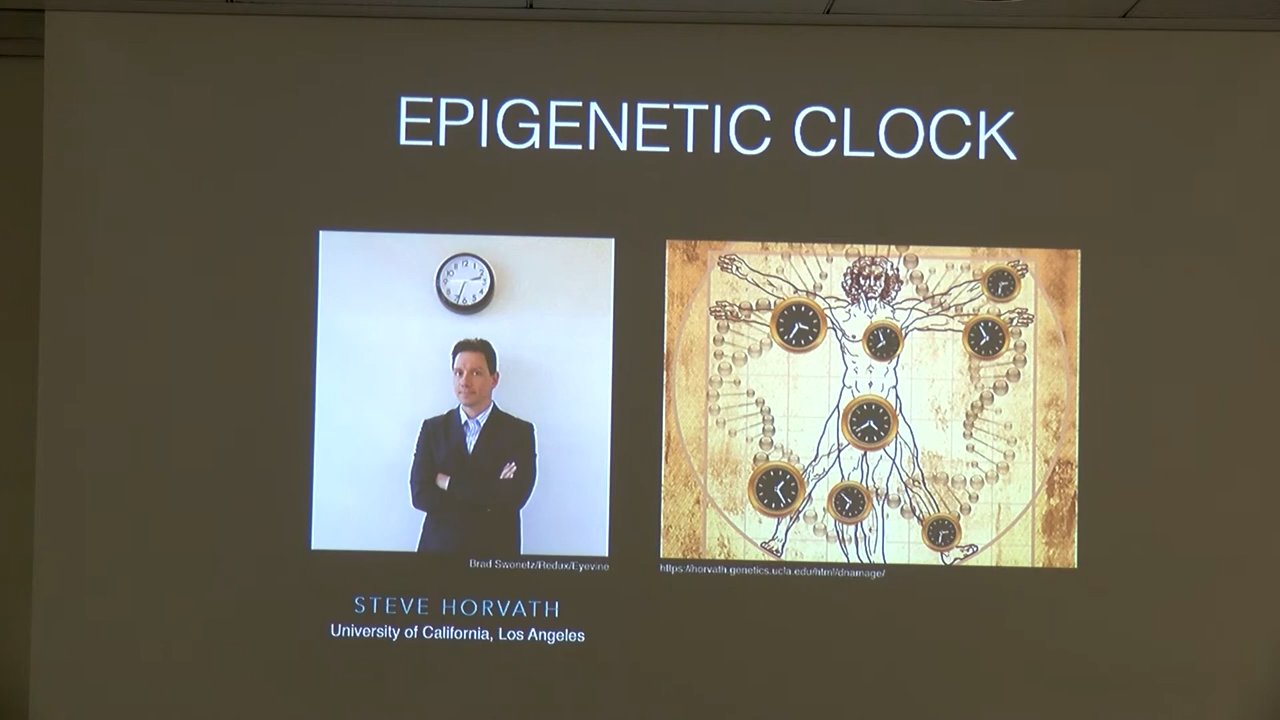 EPIGENETIC CLOCK
Brad Swonetz/Redux/Eyevine
https://horvath.genetics.ucla.edu/html/dnamage/
STEVE HORVATH
University of California, Los Angeles